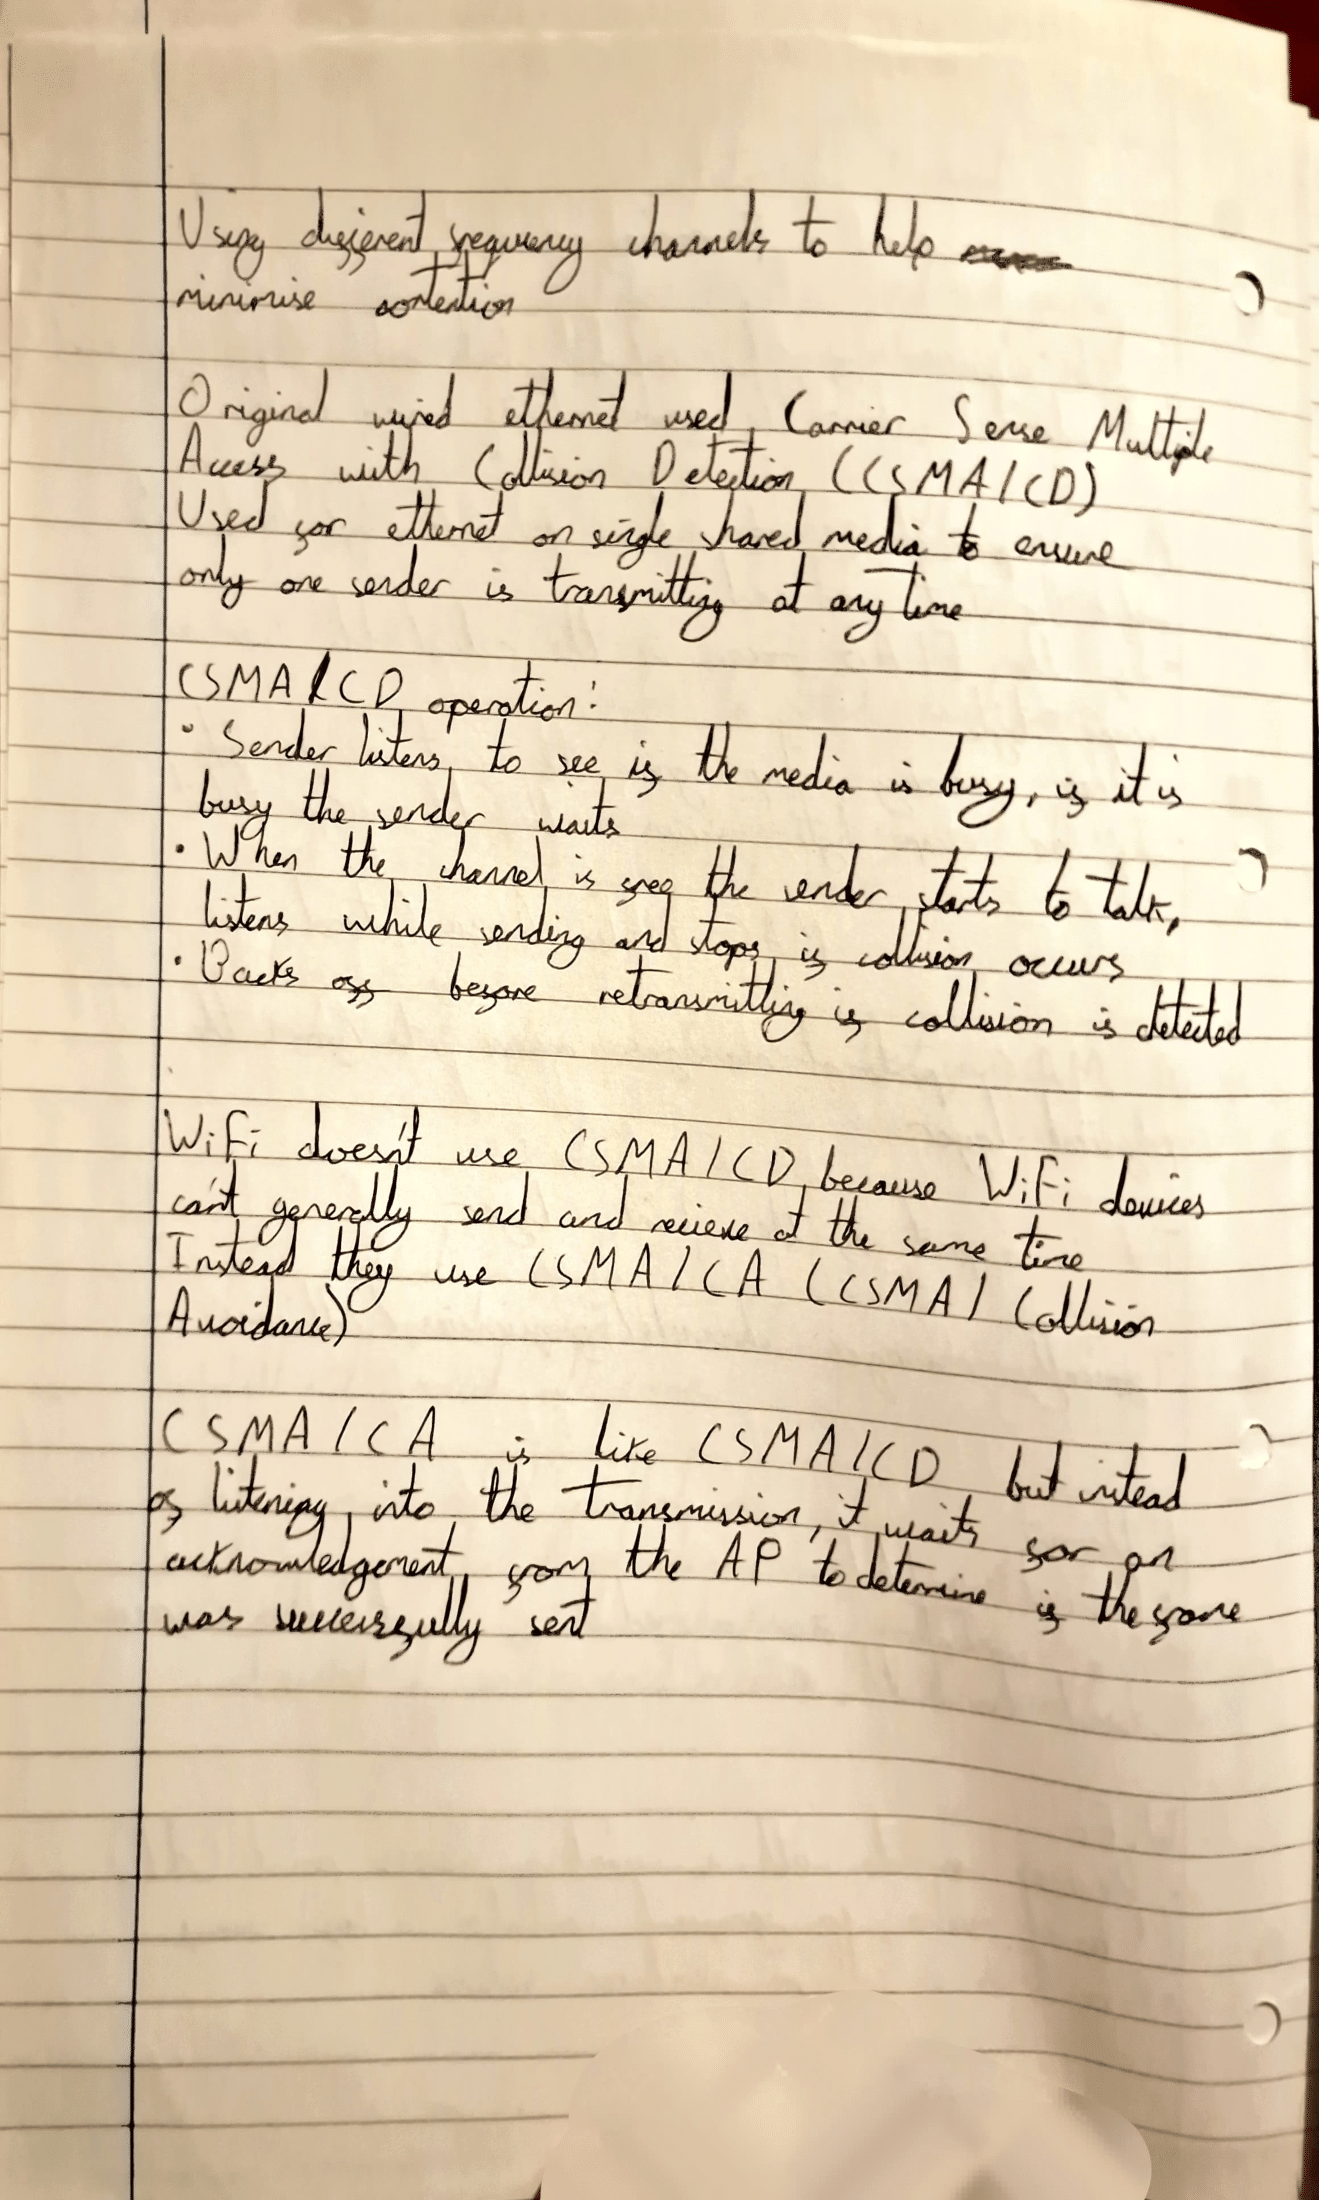 Using different frequency channels to help
minimise contention
Original wired ethernet used Carrier Sense Multiple
Access with Collision Detection (CSMA/CD)
Used for ethernet on single shared media to ensure
only one sender is transmitting at any time
CSMA/CD operation:
• Sender listens to see if the media is busy, if it is
busy the sender waits
• When the channel is free the sender starts to talk,
listens while sending and stops if collision occurs
• Backs off before retransmitting if collision is detected
WiFi doesn't use CSMA/CD because WiFi devices
can't generally send and recieve at the same time
Instead they use CSMA/CA (CSMA/Collision
Avoidance)
CSMA/CA is like CSMA/CD but instead
of listening into the transmission, it waits for an
acknowledgement from the AP to determine if the frame
was successfully sent